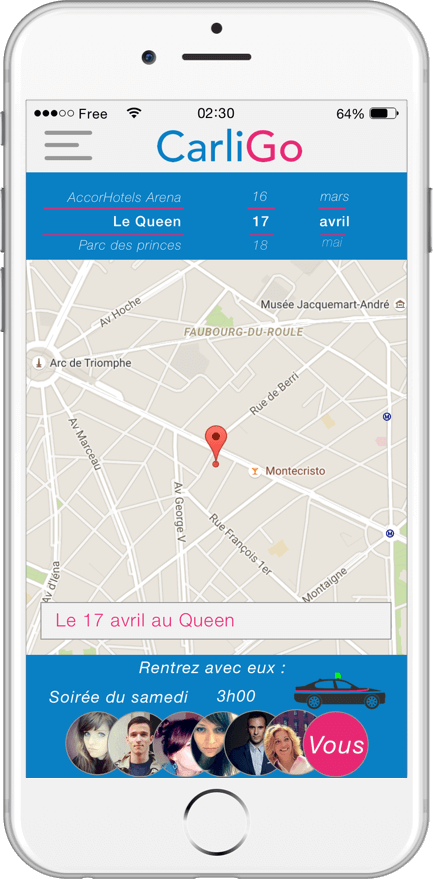 Free 02:30 64%
CarliGo
AccorHotels Arena 16 mars
Le Queen 17 avril
Parc des princes 18 mai
Musée Jacquemart-André
Av Hoche
FAUBOURG-DU-ROULE
Arc de Triomphe
Rue de Berri
Av Marceau
Montecristo
Av George V
Rue François 1er
Montaigne
Av d'Iéna
Le 17 avril au Queen
Rentrez avec eux :
Soirée du samedi 3h00
Vous